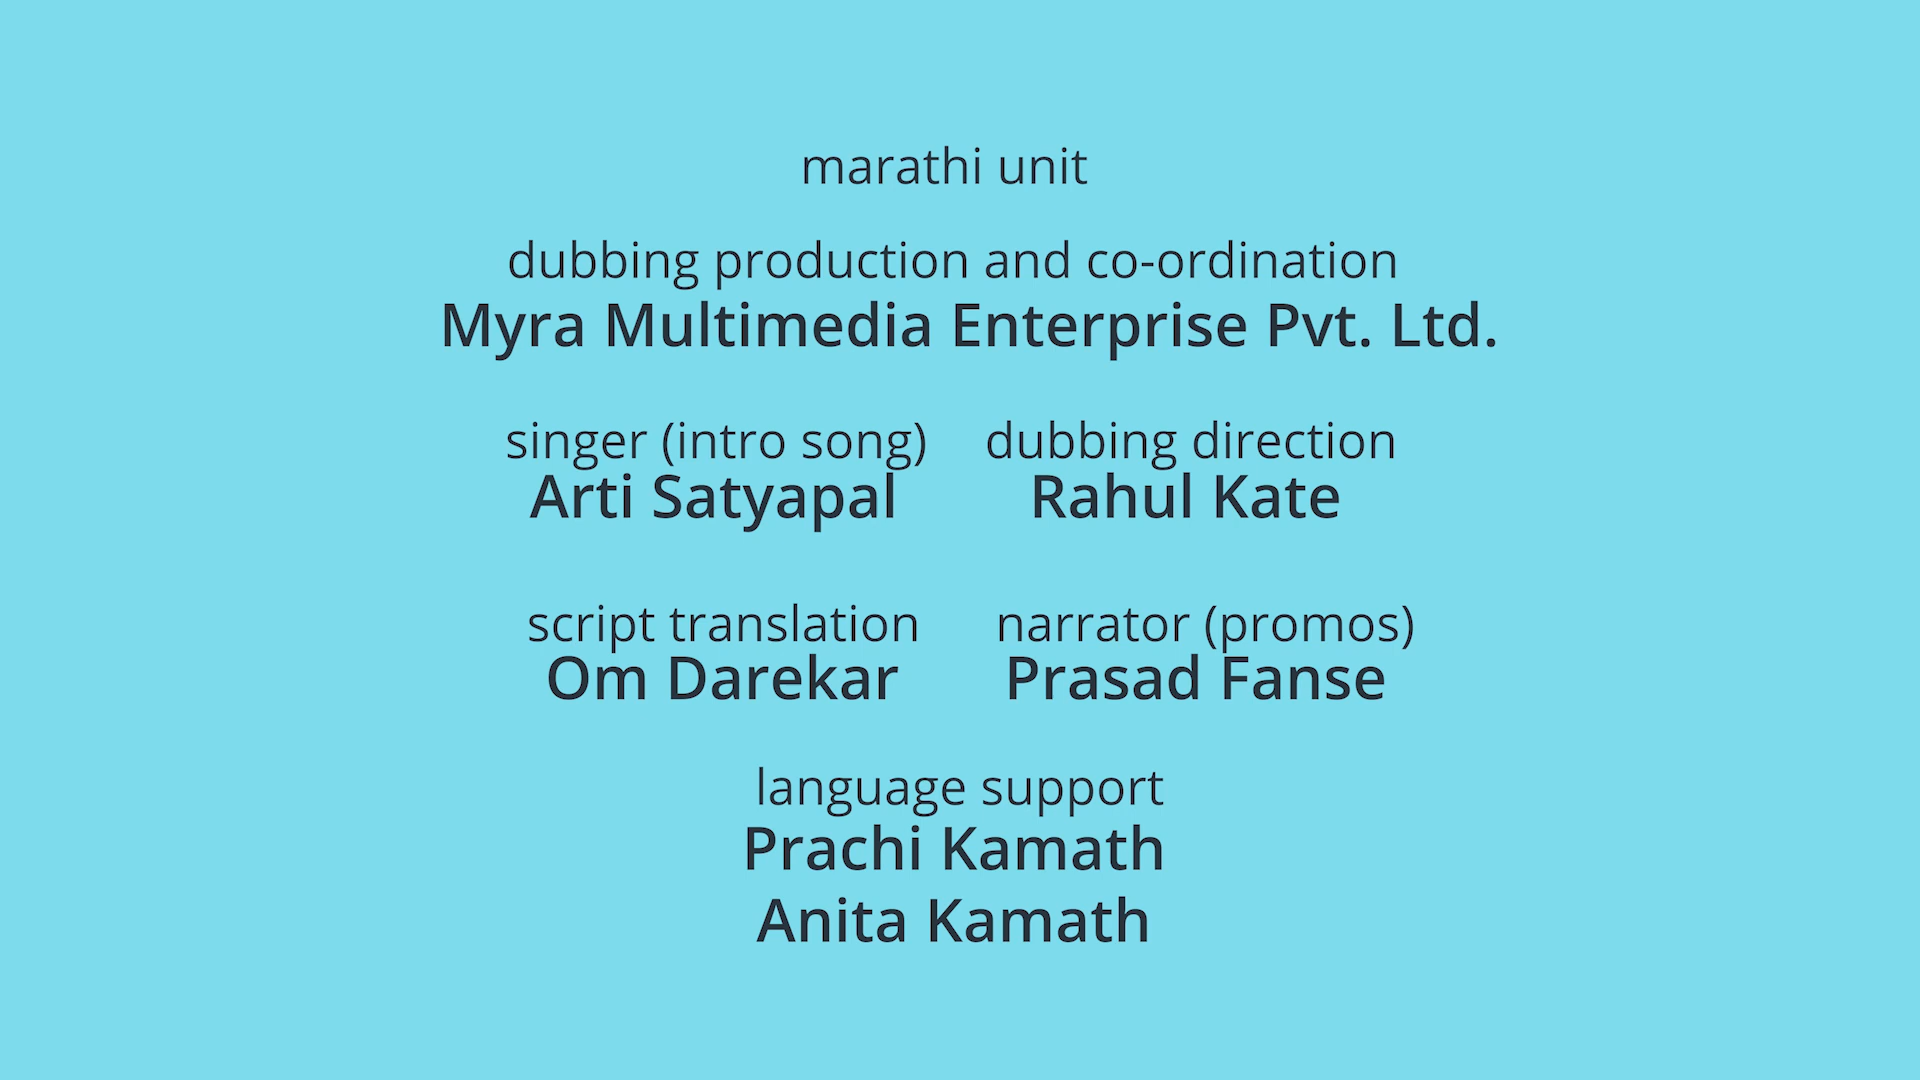 marathi unit
dubbing production and co-ordination
Myra Multimedia Enterprise Pvt. Ltd.
singer (intro song)
Arti Satyapal
dubbing direction
Rahul Kate
script translation
Om Darekar
narrator (promos)
Prasad Fanse
language support
Prachi Kamath
Anita Kamath